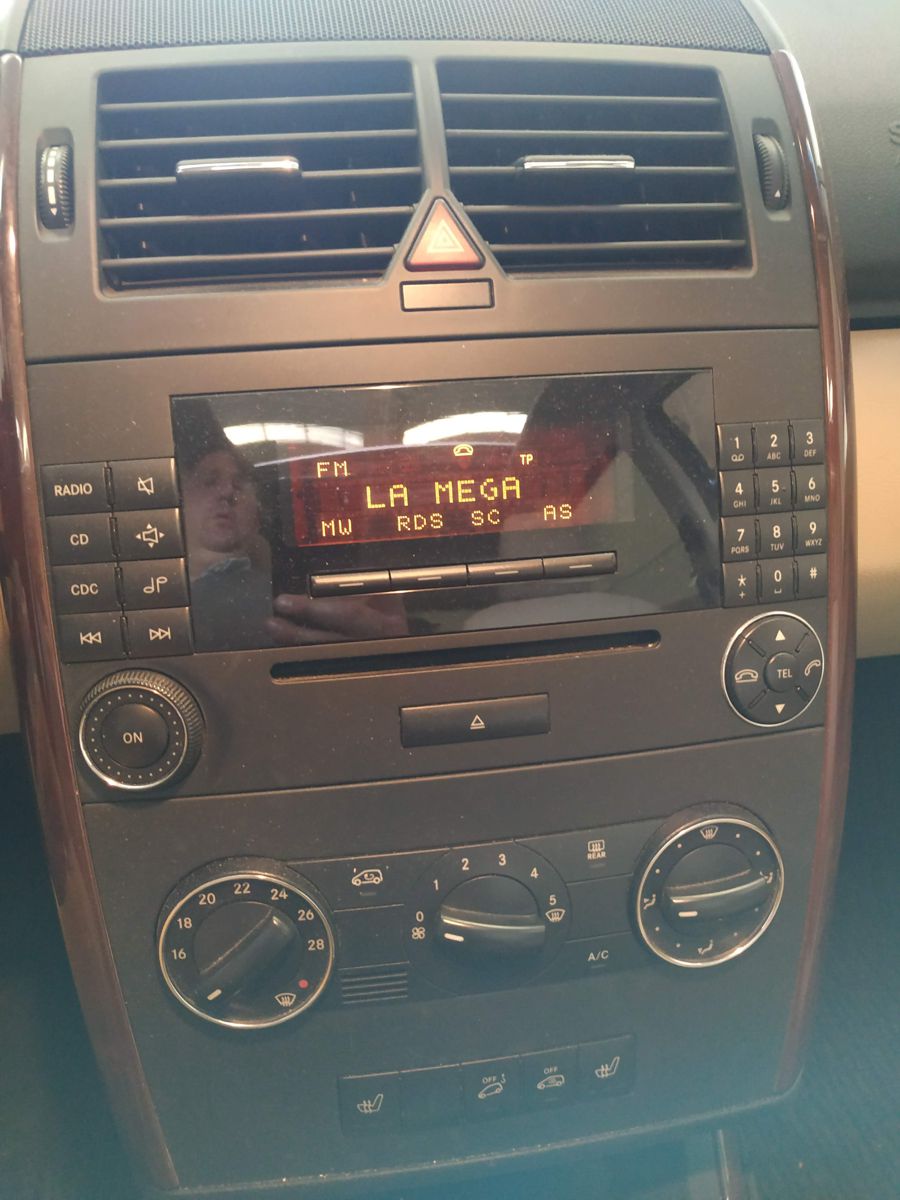 FM TP
LA MEGA
MW RDS SC AS
RADIO
CD
CDC
ON
1
2 ABC
3 DEF
4 GHI
5 JKL
6 MNO
7 PQRS
8 TUV
9 WXYZ
* +
0
#
TEL
16 18 20 22 24 26 28
0 1 2 3 4 5
REAR
A/C
OFF
OFF